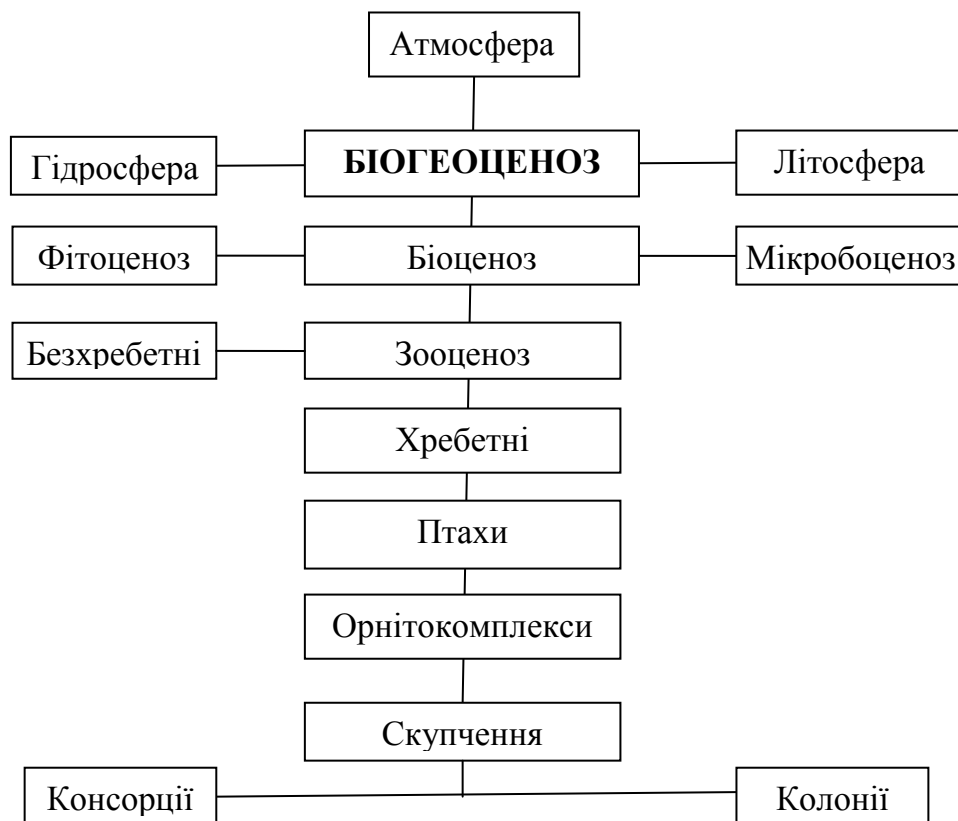 Атмосфера
Гідросфера
БІОГЕОЦЕНОЗ
Літосфера
Фітоценоз
Біоценоз
Мікробоценоз
Безхребетні
Зооценоз
Хребетні
Птахи
Орнітокомплекси
Скупчення
Консорції
Колонії